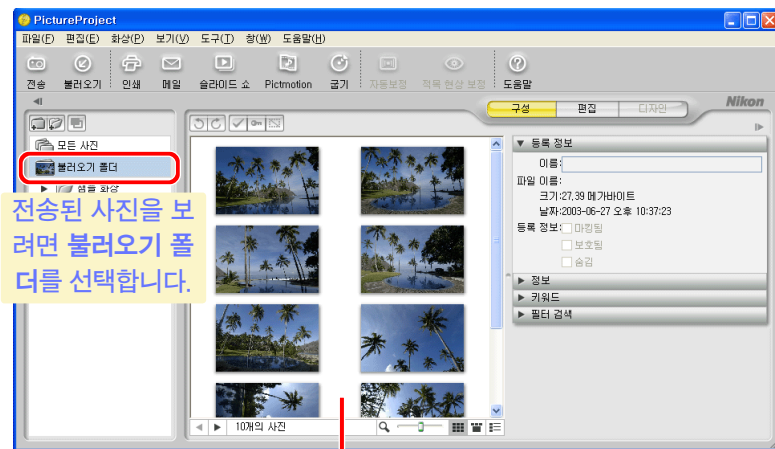 PictureProject
파일(F) 편집(E) 화상(P) 보기(V) 도구(T) 창(W) 도움말(H)
전송 불러오기 인쇄 메일 슬라이드 쇼 Pictmotion 굽기 자동보정 적목 현상 보정 도움말
구성 편집 디자인 Nikon
모든 사진
불러오기 폴더
샘플 화상
전송된 사진을 보
려면 불러오기 폴
더를 선택합니다.
▼ 등록 정보
이름:
파일 이름:
크기:27.39 메가바이트
날짜:2003-06-27 오후 10:37:23
등록 정보: 마킹됨
보호됨
숨김
▶ 정보
▶ 키워드
▶ 필터 검색
10개의 사진